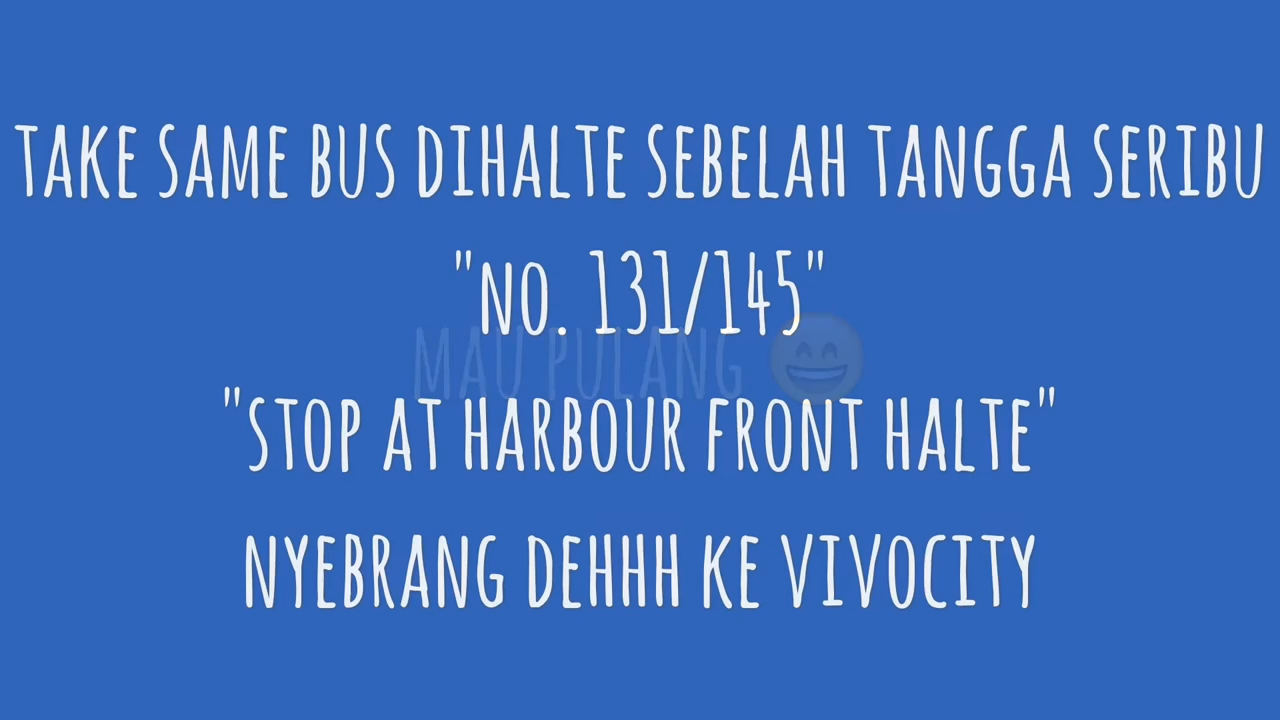 TAKE SAME BUS DIHALTE SEBELAH TANGGA SERIBU
"NO. 131/145"
MAU PULANG 😄
"STOP AT HARBOUR FRONT HALTE"
NYEBRANG DEHHH KE VIVOCITY